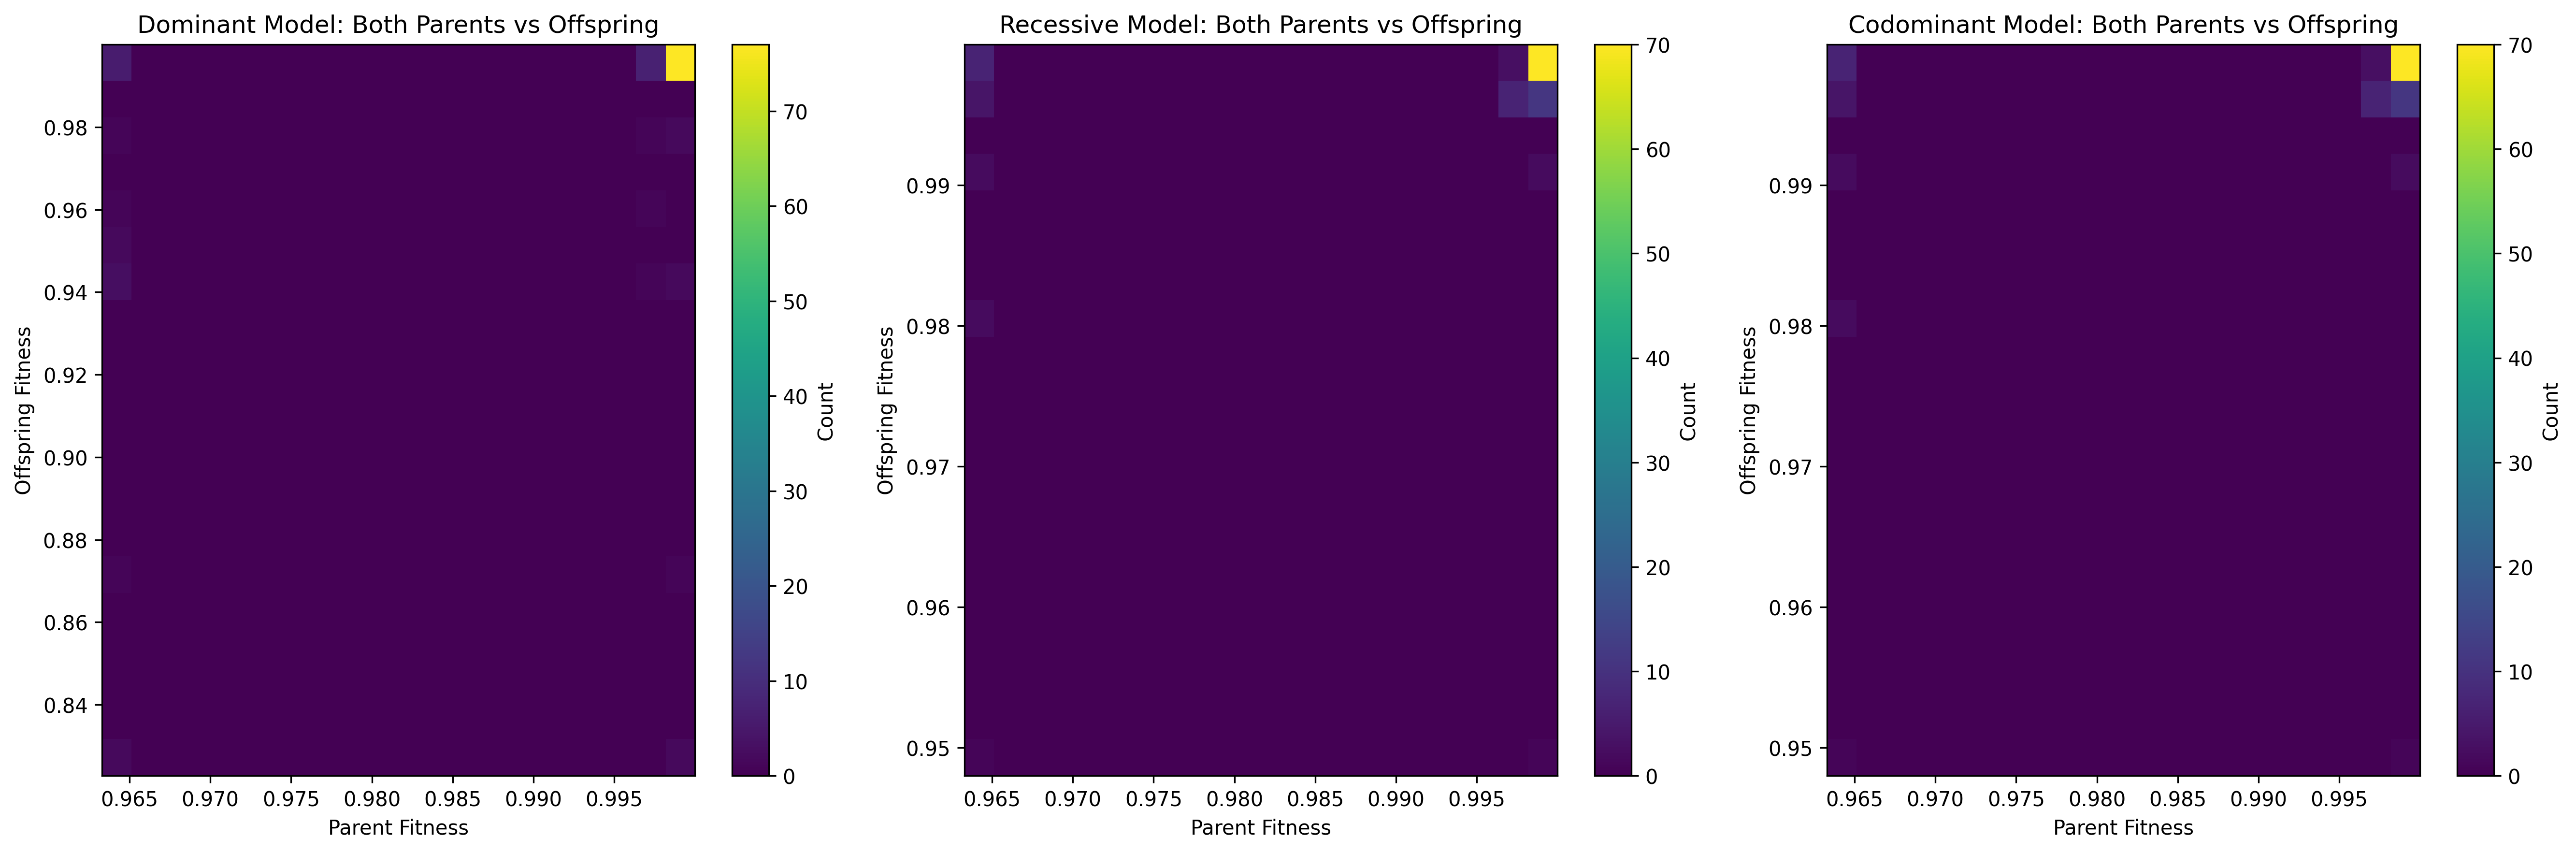 Dominant Model: Both Parents vs Offspring
0.98
0.96
0.94
0.92
0.90
0.88
0.86
0.84
Offspring Fitness
0.965 0.970 0.975 0.980 0.985 0.990 0.995
Parent Fitness
70
60
50
40
30
20
10
0
Count
Recessive Model: Both Parents vs Offspring
0.99
0.98
0.97
0.96
0.95
Offspring Fitness
0.965 0.970 0.975 0.980 0.985 0.990 0.995
Parent Fitness
70
60
50
40
30
20
10
0
Count
Codominant Model: Both Parents vs Offspring
0.99
0.98
0.97
0.96
0.95
Offspring Fitness
0.965 0.970 0.975 0.980 0.985 0.990 0.995
Parent Fitness
70
60
50
40
30
20
10
0
Count